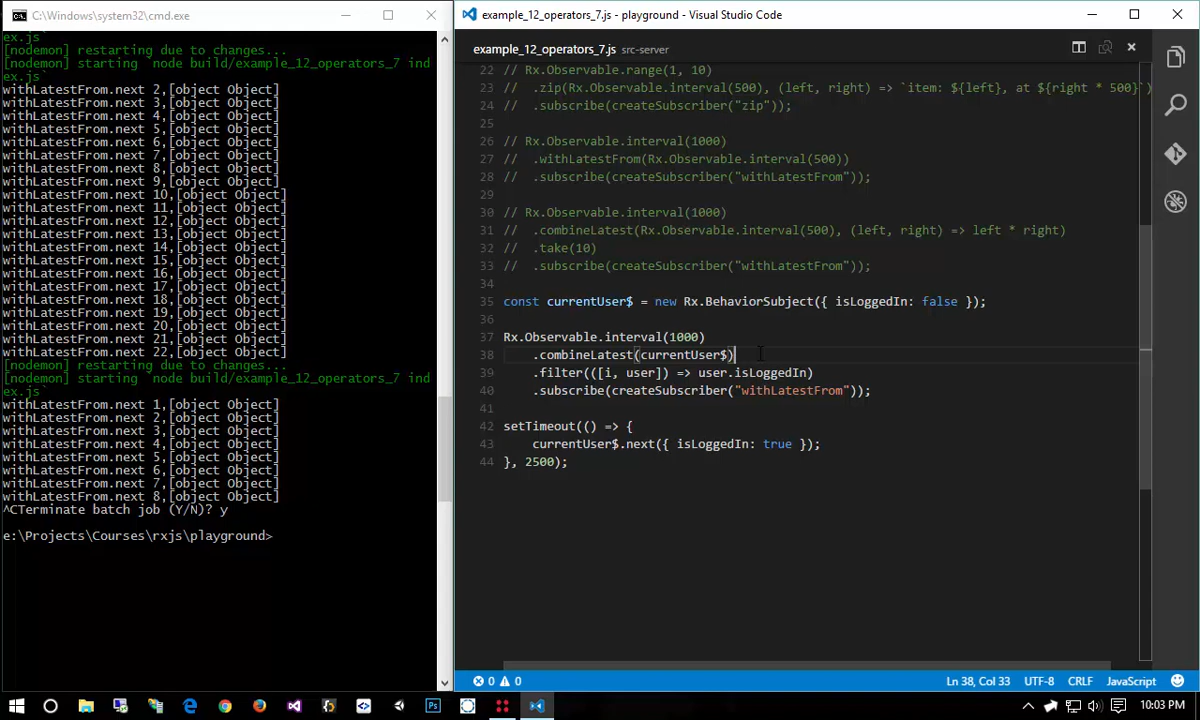 C:\Windows\system32\cmd.exe
ex.js`
[nodemon] restarting due to changes...
[nodemon] starting `node build/example_12_operators_7 ind
ex.js`
withLatestFrom.next 2,[object Object]
withLatestFrom.next 3,[object Object]
withLatestFrom.next 4,[object Object]
withLatestFrom.next 5,[object Object]
withLatestFrom.next 6,[object Object]
withLatestFrom.next 7,[object Object]
withLatestFrom.next 8,[object Object]
withLatestFrom.next 9,[object Object]
withLatestFrom.next 10,[object Object]
withLatestFrom.next 11,[object Object]
withLatestFrom.next 12,[object Object]
withLatestFrom.next 13,[object Object]
withLatestFrom.next 14,[object Object]
withLatestFrom.next 15,[object Object]
withLatestFrom.next 16,[object Object]
withLatestFrom.next 17,[object Object]
withLatestFrom.next 18,[object Object]
withLatestFrom.next 19,[object Object]
withLatestFrom.next 20,[object Object]
withLatestFrom.next 21,[object Object]
withLatestFrom.next 22,[object Object]
[nodemon] restarting due to changes...
[nodemon] starting `node build/example_12_operators_7 ind
ex.js`
withLatestFrom.next 1,[object Object]
withLatestFrom.next 2,[object Object]
withLatestFrom.next 3,[object Object]
withLatestFrom.next 4,[object Object]
withLatestFrom.next 5,[object Object]
withLatestFrom.next 6,[object Object]
withLatestFrom.next 7,[object Object]
withLatestFrom.next 8,[object Object]
^CTerminate batch job (Y/N)? y
e:\Projects\Courses\rxjs\playground>
example_12_operators_7.js - playground - Visual Studio Code
example_12_operators_7.js src-server
22 // Rx.Observable.range(1, 10)
23 // .zip(Rx.Observable.interval(500), (left, right) => `item: ${left}, at ${right * 500}`)
24 // .subscribe(createSubscriber("zip"));
25
26 // Rx.Observable.interval(1000)
27 // .withLatestFrom(Rx.Observable.interval(500))
28 // .subscribe(createSubscriber("withLatestFrom"));
29
30 // Rx.Observable.interval(1000)
31 // .combineLatest(Rx.Observable.interval(500), (left, right) => left * right)
32 // .take(10)
33 // .subscribe(createSubscriber("withLatestFrom"));
34
35 const currentUser$ = new Rx.BehaviorSubject({ isLoggedIn: false });
36
37 Rx.Observable.interval(1000)
38 .combineLatest(currentUser$)
39 .filter(([i, user]) => user.isLoggedIn)
40 .subscribe(createSubscriber("withLatestFrom"));
41
42 setTimeout(() => {
43 currentUser$.next({ isLoggedIn: true });
44 }, 2500);
0 0 Ln 38, Col 33 UTF-8 CRLF JavaScript
10:03 PM